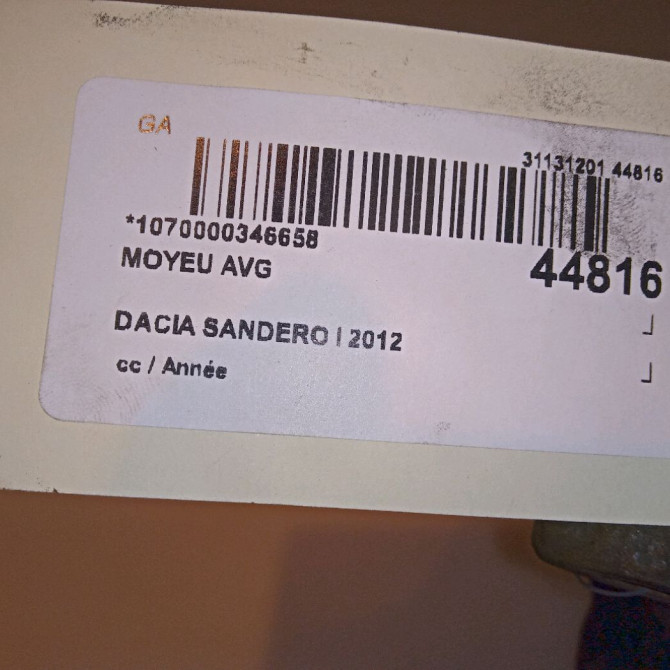 GA
31131201 44816
*1070000346658
MOYEU AVG
44816
DACIA SANDERO I 2012
cc / Année